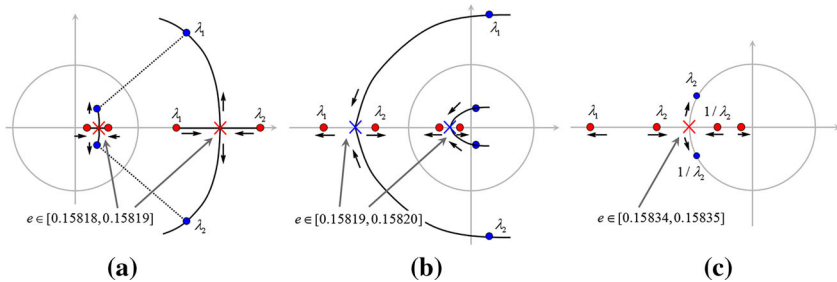 λ₁
λ₁ λ₂
λ₂
e∈[0.15818,0.15819]
(a)
λ₁
λ₁ λ₂
λ₂
e∈[0.15819,0.15820]
(b)
λ₂
λ₁ λ₂ 1/λ₂
1/λ₂
e∈[0.15834,0.15835]
(c)